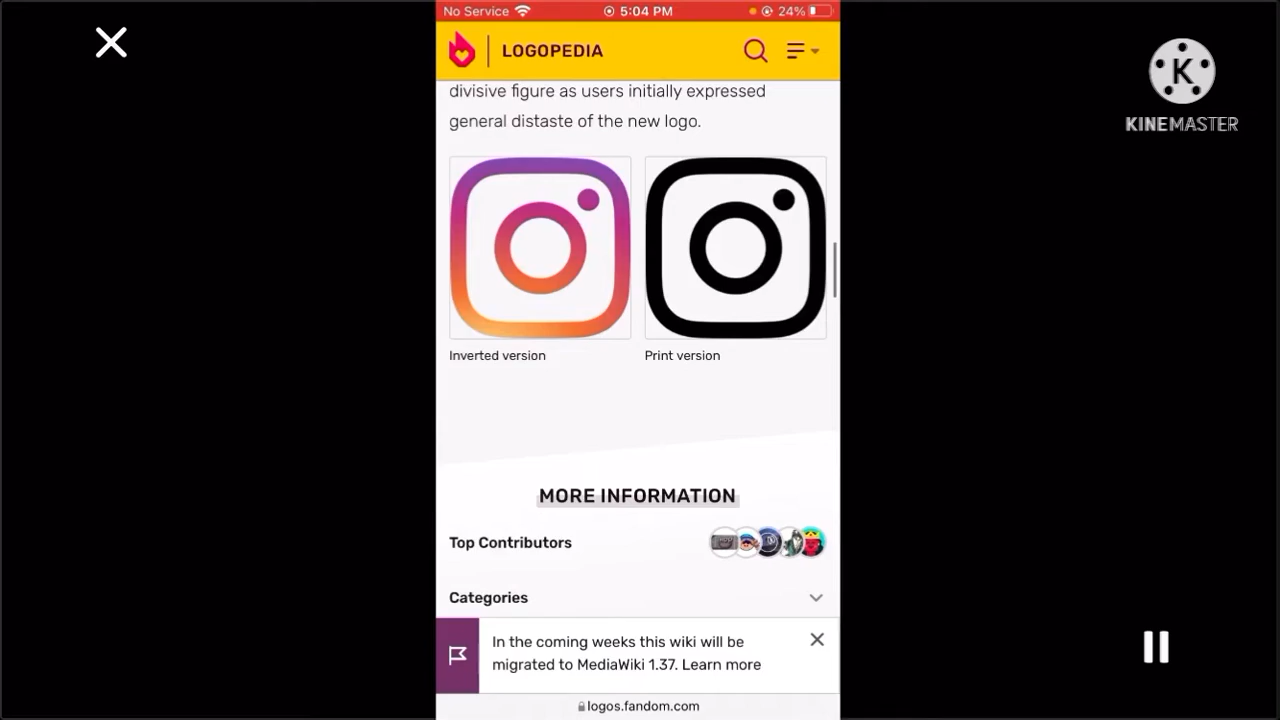 No Service 5:04 PM 24%
LOGOPEDIA
divisive figure as users initially expressed
general distaste of the new logo.
K
KINEMASTER
Inverted version Print version
MORE INFORMATION
Top Contributors
Categories
In the coming weeks this wiki will be
migrated to MediaWiki 1.37. Learn more
logos.fandom.com